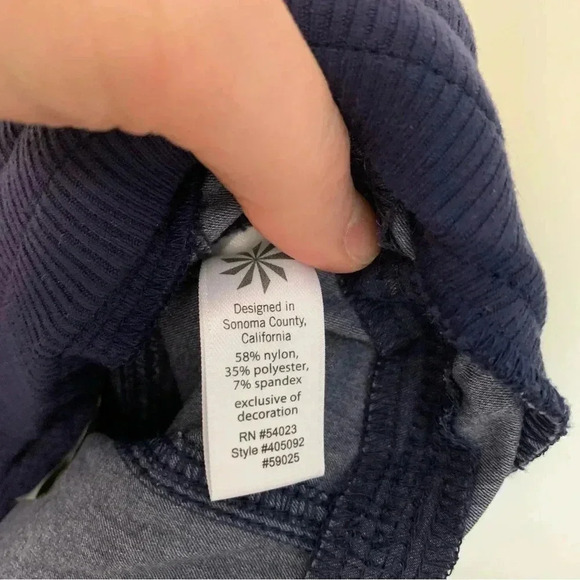 Designed in
Sonoma County,
California
58% nylon,
35% polyester,
7% spandex
exclusive of
decoration
RN #54023
Style #405092
#59025